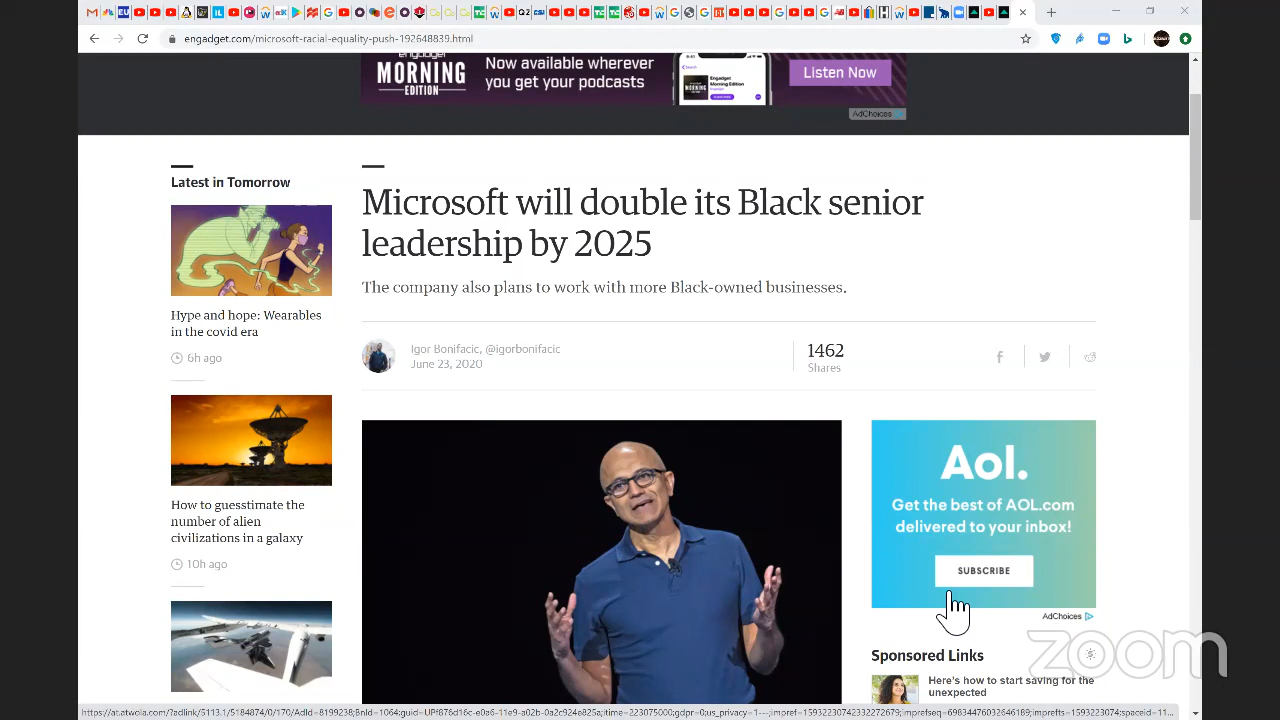 engadget.com/microsoft-racial-equality-push-192648839.html
engadget
MORNING
EDITION
Now available wherever
you get your podcasts
Listen Now
AdChoices
Latest in Tomorrow
Microsoft will double its Black senior
leadership by 2025
The company also plans to work with more Black-owned businesses.
Igor Bonifacic, @igorbonifacic
June 23, 2020
1462
Shares
Hype and hope: Wearables
in the covid era
6h ago
How to guesstimate the
number of alien
civilizations in a galaxy
10h ago
Aol.
Get the best of AOL.com
delivered to your inbox!
SUBSCRIBE
AdChoices
Sponsored Links
Here's how to start saving for the
unexpected
zoom